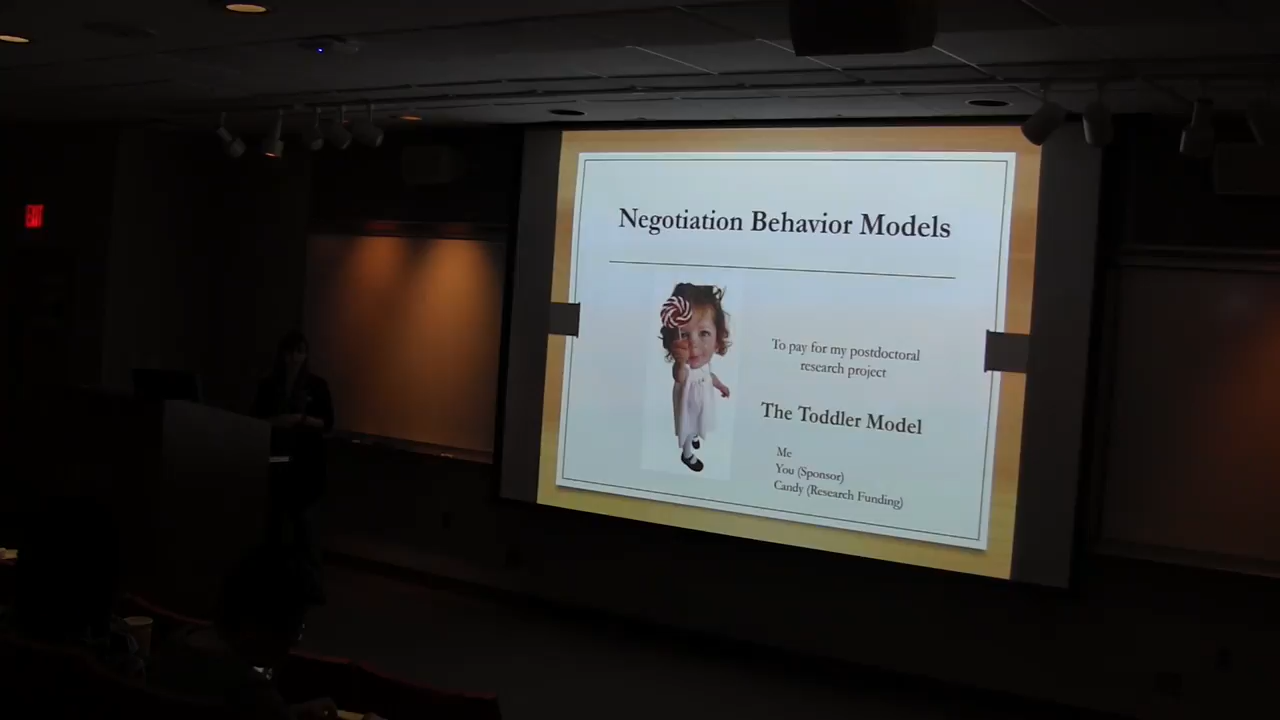 EXIT
Negotiation Behavior Models
To pay for my postdoctoral
research project
The Toddler Model
Me
You (Sponsor)
Candy (Research Funding)